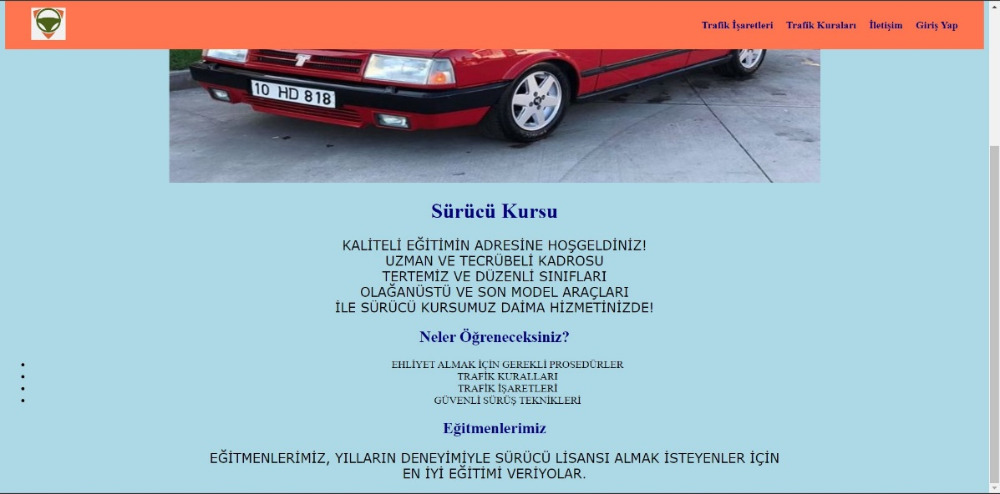 Trafik İşaretleri Trafik Kuraları İletişim Giriş Yap
10 HD 818
Sürücü Kursu
KALİTELİ EĞİTİMİN ADRESİNE HOŞGELDİNİZ!
UZMAN VE TECRÜBELİ KADROSU
TERTEMİZ VE DÜZENLİ SINIFLARI
OLAĞANÜSTÜ VE SON MODEL ARAÇLARI
İLE SÜRÜCÜ KURSUMUZ DAİMA HİZMETİNİZDE!
Neler Öğreneceksiniz?
EHLİYET ALMAK İÇİN GEREKLİ PROSEDÜRLER
TRAFİK KURALLARI
TRAFİK İŞARETLERİ
GÜVENLİ SÜRÜŞ TEKNİKLERİ
Eğitmenlerimiz
EĞİTMENLERİMİZ, YILLARIN DENEYİMİYLE SÜRÜCÜ LİSANSI ALMAK İSTEYENLER İÇİN
EN İYİ EĞİTİMİ VERİYOLAR.